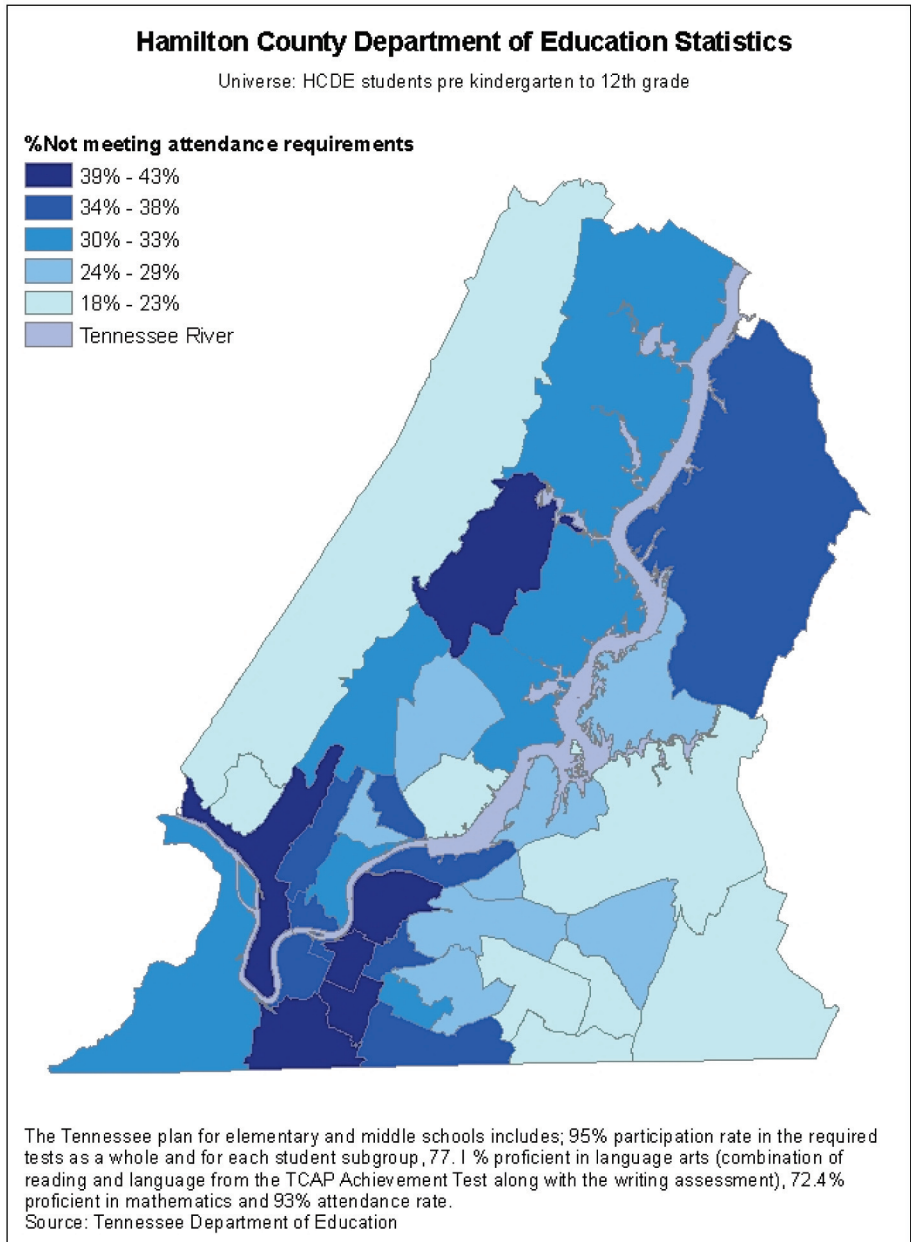 Hamilton County Department of Education Statistics
Universe: HCDE students pre kindergarten to 12th grade
%Not meeting attendance requirements
39% - 43%
34% - 38%
30% - 33%
24% - 29%
18% - 23%
Tennessee River
The Tennessee plan for elementary and middle schools includes; 95% participation rate in the required
tests as a whole and for each student subgroup, 77. I % proficient in language arts (combination of
reading and language from the TCAP Achievement Test along with the writing assessment), 72.4%
proficient in mathematics and 93% attendance rate.
Source: Tennessee Department of Education